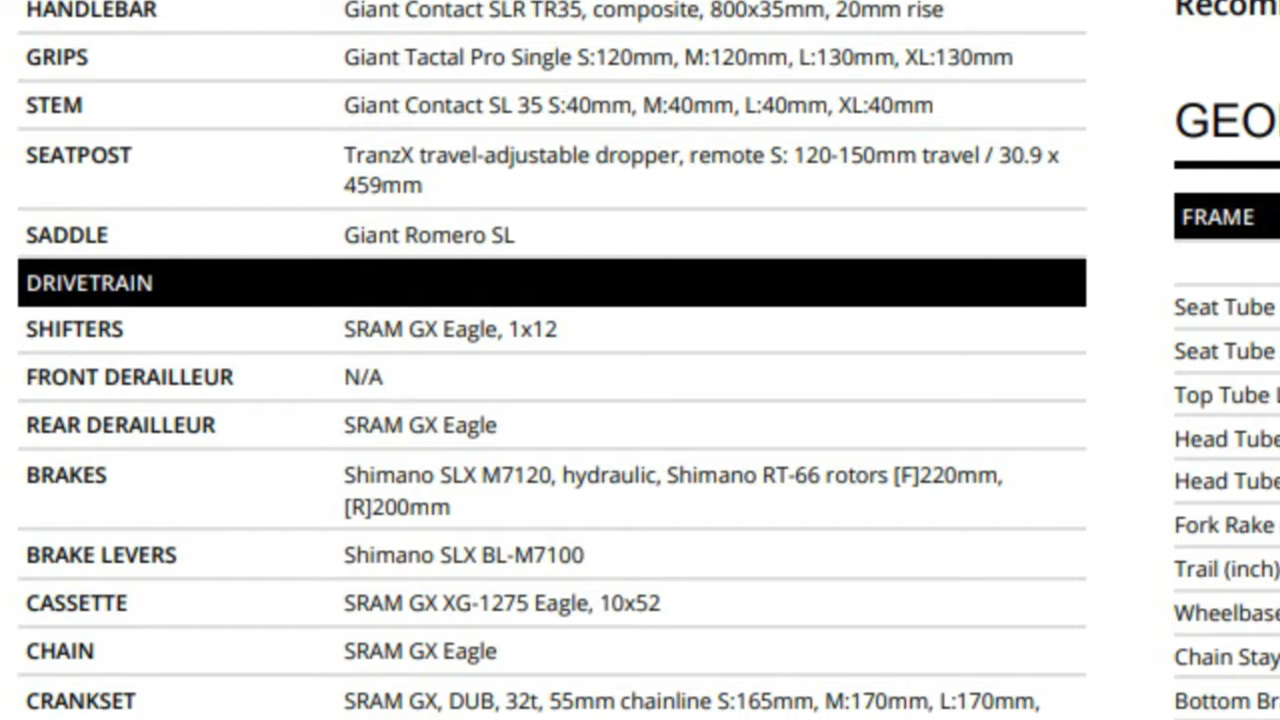 HANDLEBAR Giant Contact SLR TR35, composite, 800x35mm, 20mm rise
GRIPS Giant Tactal Pro Single S:120mm, M:120mm, L:130mm, XL:130mm
STEM Giant Contact SL 35 S:40mm, M:40mm, L:40mm, XL:40mm
SEATPOST TranzX travel-adjustable dropper, remote S: 120-150mm travel / 30.9 x
459mm
SADDLE Giant Romero SL
DRIVETRAIN
SHIFTERS SRAM GX Eagle, 1x12
FRONT DERAILLEUR N/A
REAR DERAILLEUR SRAM GX Eagle
BRAKES Shimano SLX M7120, hydraulic, Shimano RT-66 rotors [F]220mm,
[R]200mm
BRAKE LEVERS Shimano SLX BL-M7100
CASSETTE SRAM GX XG-1275 Eagle, 10x52
CHAIN SRAM GX Eagle
CRANKSET SRAM GX, DUB, 32t, 55mm chainline S:165mm, M:170mm, L:170mm,
Recom
GEO
FRAME
Seat Tube
Seat Tube
Top Tube L
Head Tube
Head Tube
Fork Rake
Trail (inch)
Wheelbase
Chain Stay
Bottom Br